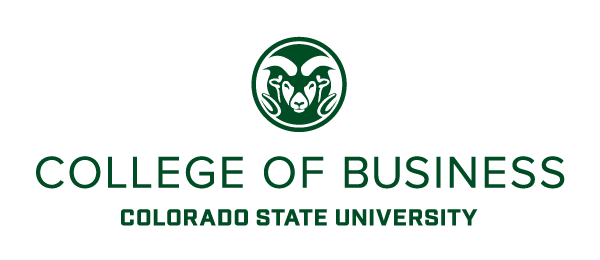 COLLEGE OF BUSINESS
COLORADO STATE UNIVERSITY